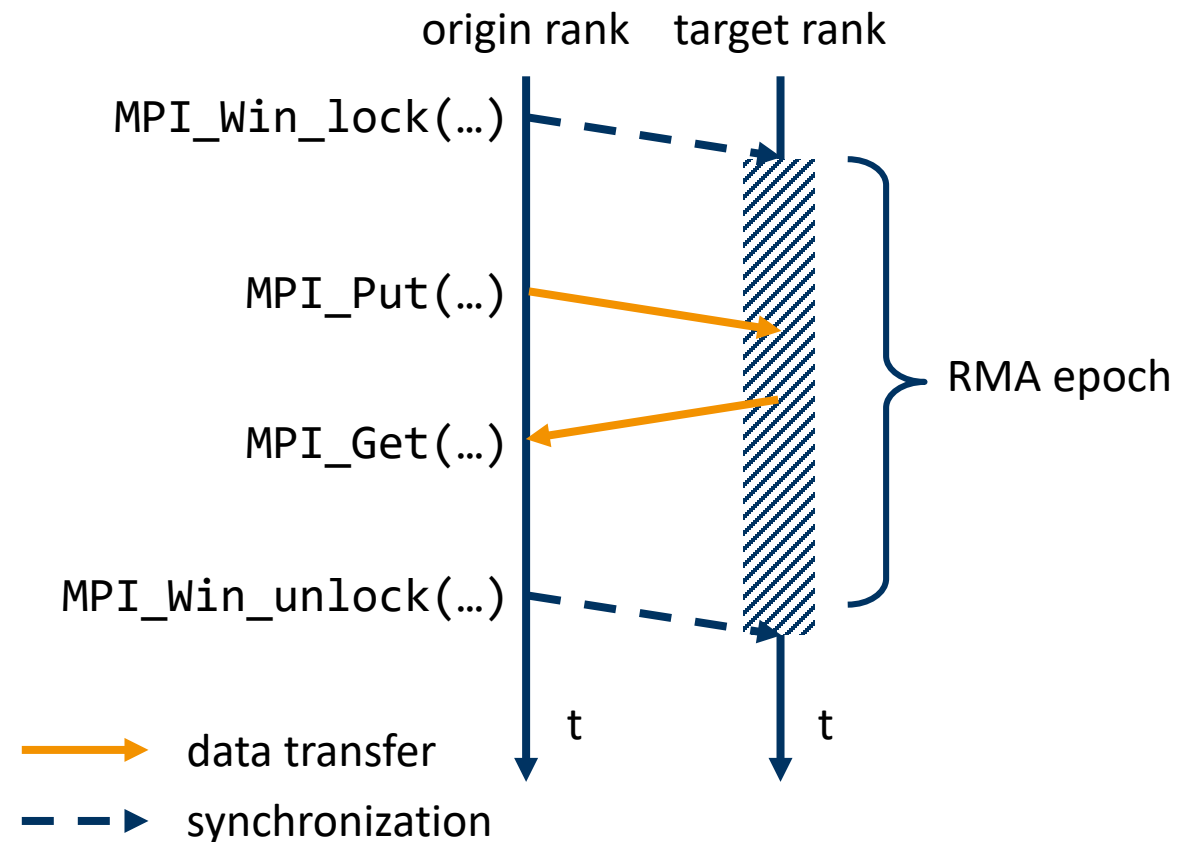 origin rank target rank
MPI_Win_lock(…)
MPI_Put(…)
RMA epoch
MPI_Get(…)
MPI_Win_unlock(…)
t t
data transfer
synchronization